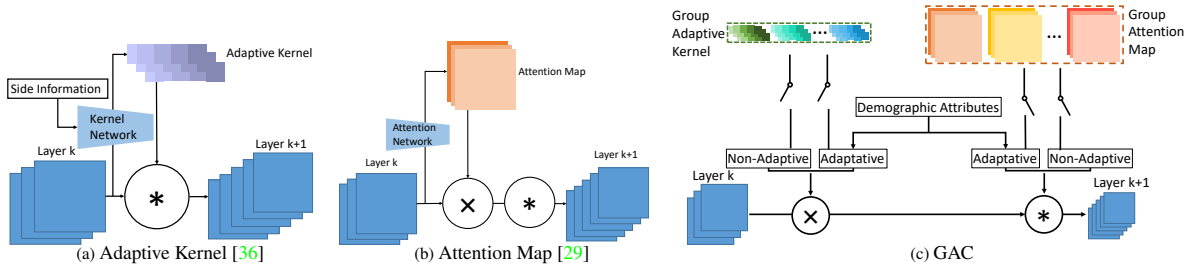 Adaptive Kernel
Side Information
Kernel
Network
Layer k
Layer k+1
*
(a) Adaptive Kernel [36]
Attention Map
Attention
Network
Layer k
Layer k+1
×
*
(b) Attention Map [29]
Group
Adaptive
Kernel
...
...
Group
Attention
Map
Demographic Attributes
Non-Adaptive
Adaptative
Adaptative
Non-Adaptive
Layer k
Layer k+1
×
*
(c) GAC